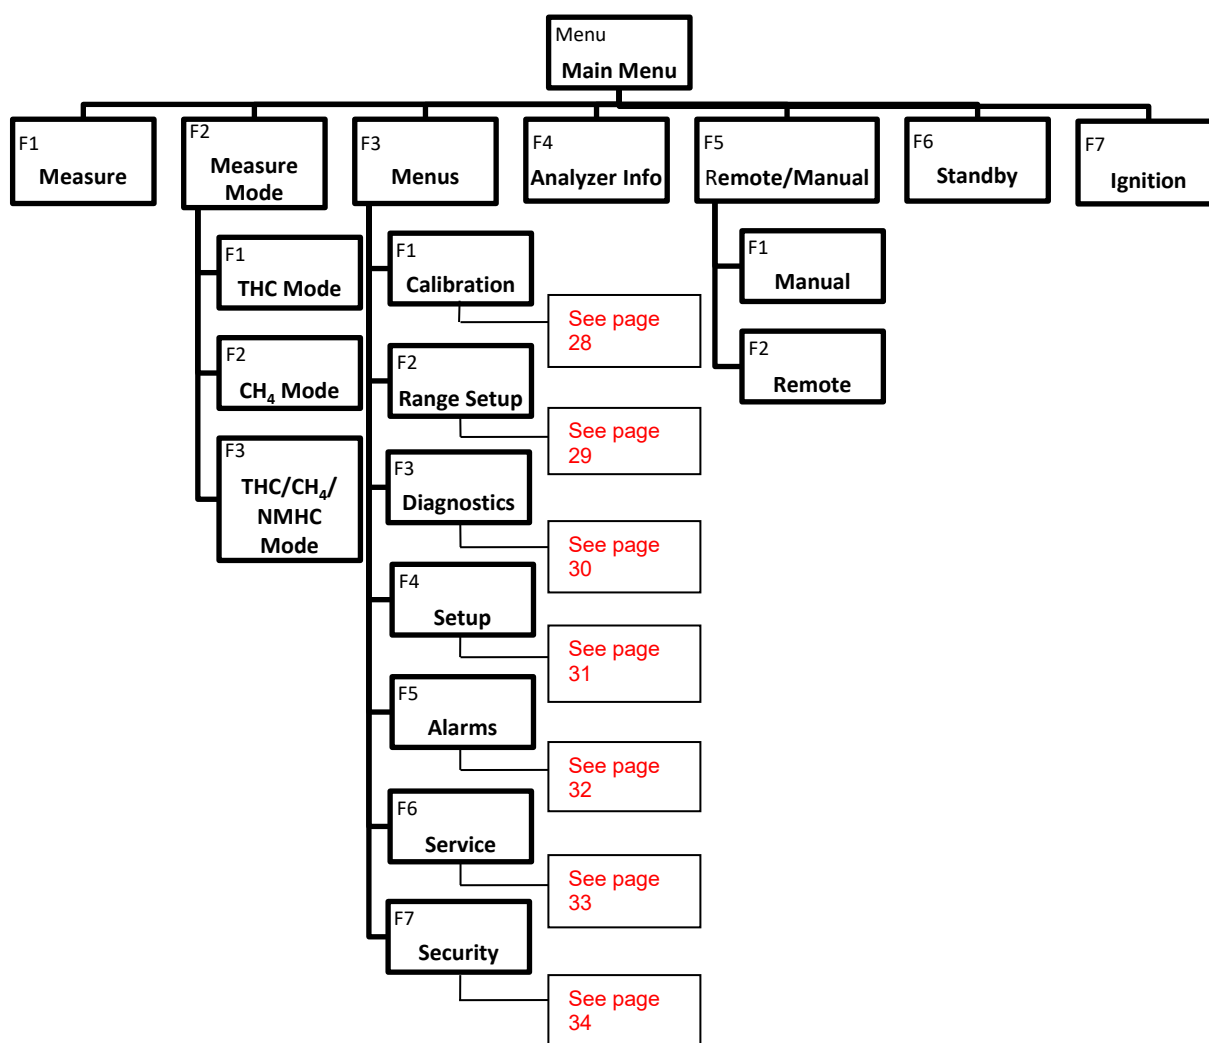 Menu
Main Menu
F1
Measure
F2
Measure
Mode
F3
Menus
F4
Analyzer Info
F5
Remote/Manual
F6
Standby
F7
Ignition
F1
THC Mode
F2
CH₄ Mode
F3
THC/CH₄/
NMHC
Mode
F1
Calibration
See page
28
F2
Range Setup
See page
29
F3
Diagnostics
See page
30
F4
Setup
See page
31
F5
Alarms
See page
32
F6
Service
See page
33
F7
Security
See page
34
F1
Manual
F2
Remote